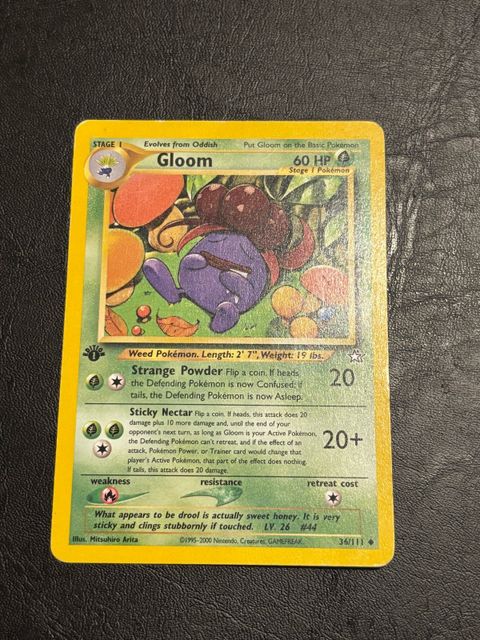 STAGE 1 Evolves from Oddish Put Gloom on the Basic Pokémon
Gloom 60 HP
Stage 1 Pokémon
EDITION
1
Weed Pokémon. Length: 2' 7", Weight: 19 lbs.
Strange Powder Flip a coin. If heads,
the Defending Pokémon is now Confused; if
tails, the Defending Pokémon is now Asleep.
20
Sticky Nectar Flip a coin. If heads, this attack does 20
damage plus 10 more damage and, until the end of your
opponent's next turn, as long as Gloom is your Active Pokémon,
the Defending Pokémon can't retreat, and if the effect of an
attack, Pokémon Power, or Trainer card would change that
player's Active Pokémon, that part of the effect does nothing.
If tails, this attack does 20 damage.
20+
weakness resistance retreat cost
What appears to be drool is actually sweet honey. It is very
sticky and clings stubbornly if touched. LV. 26 #44
Illus. Mitsuhiro Arita ©1995-2000 Nintendo, Creatures, GAMEFREAK. 36/111